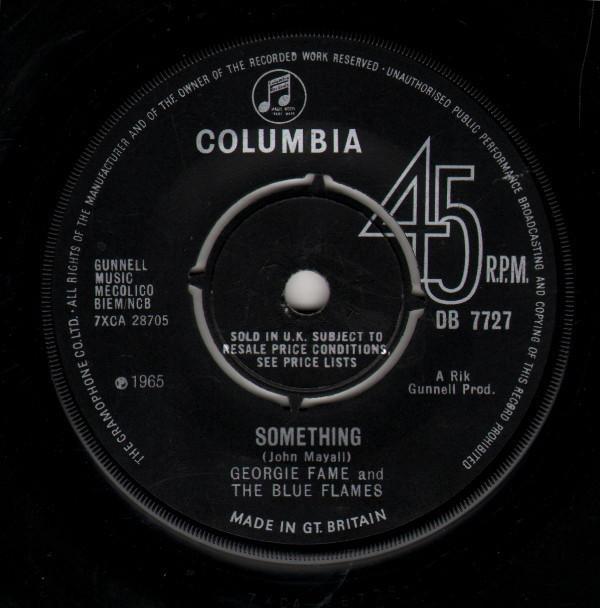 THE GRAMOPHONE CO. LTD. · ALL RIGHTS OF THE MANUFACTURER AND OF THE OWNER OF THE RECORDED WORK RESERVED · UNAUTHORISED PUBLIC PERFORMANCE BROADCASTING AND COPYING OF THIS RECORD PROHIBITED
COLUMBIA
45 R.P.M.
GUNNELL
MUSIC
MECOLICO
BIEM/NCB
7XCA 28705
DB 7727
SOLD IN U.K. SUBJECT TO
RESALE PRICE CONDITIONS,
SEE PRICE LISTS
℗ 1965
A Rik
Gunnell Prod.
SOMETHING
(John Mayall)
GEORGIE FAME and
THE BLUE FLAMES
MADE IN GT. BRITAIN